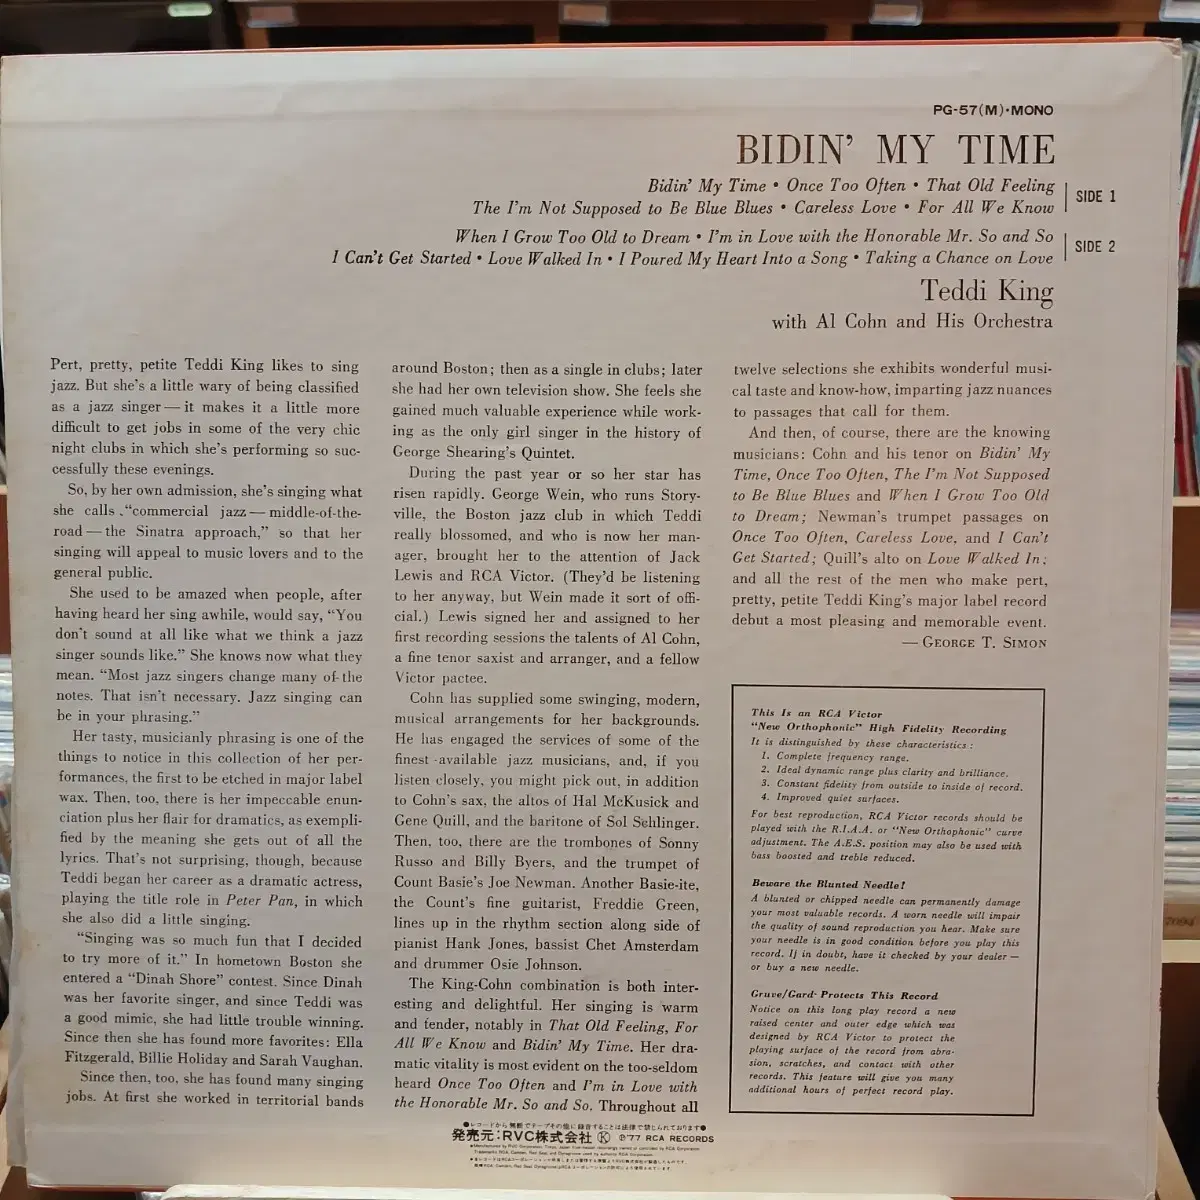 PG-57(M)•MONO
BIDIN' MY TIME
Bidin' My Time • Once Too Often • That Old Feeling
The I'm Not Supposed to Be Blue Blues • Careless Love • For All We Know
SIDE 1
When I Grow Too Old to Dream • I'm in Love with the Honorable Mr. So and So
I Can't Get Started • Love Walked In • I Poured My Heart Into a Song • Taking a Chance on Love
SIDE 2
Teddi King
with Al Cohn and His Orchestra
Pert, pretty, petite Teddi King likes to sing
jazz. But she's a little wary of being classified
as a jazz singer — it makes it a little more
difficult to get jobs in some of the very chic
night clubs in which she's performing so suc-
cessfully these evenings.
So, by her own admission, she's singing what
she calls "commercial jazz — middle-of-the-
road — the Sinatra approach," so that her
singing will appeal to music lovers and to the
general public.
She used to be amazed when people, after
having heard her sing awhile, would say, "You
don't sound at all like what we think a jazz
singer sounds like." She knows now what they
mean. "Most jazz singers change many of the
notes. That isn't necessary. Jazz singing can
be in your phrasing."
Her tasty, musicianly phrasing is one of the
things to notice in this collection of her per-
formances, the first to be etched in major label
wax. Then, too, there is her impeccable enun-
ciation plus her flair for dramatics, as exempli-
fied by the meaning she gets out of all the
lyrics. That's not surprising, though, because
Teddi began her career as a dramatic actress,
playing the title role in Peter Pan, in which
she also did a little singing.
"Singing was so much fun that I decided
to try more of it." In hometown Boston she
entered a "Dinah Shore" contest. Since Dinah
was her favorite singer, and since Teddi was
a good mimic, she had little trouble winning.
Since then she has found more favorites: Ella
Fitzgerald, Billie Holiday and Sarah Vaughan.
Since then, too, she has found many singing
jobs. At first she worked in territorial bands
around Boston; then as a single in clubs; later
she had her own television show. She feels she
gained much valuable experience while work-
ing as the only girl singer in the history of
George Shearing's Quintet.
During the past year or so her star has
risen rapidly. George Wein, who runs Story-
ville, the Boston jazz club in which Teddi
really blossomed, and who is now her man-
ager, brought her to the attention of Jack
Lewis and RCA Victor. (They'd be listening
to her anyway, but Wein made it sort of offi-
cial.) Lewis signed her and assigned to her
first recording sessions the talents of Al Cohn,
a fine tenor saxist and arranger, and a fellow
Victor pactee.
Cohn has supplied some swinging, modern,
musical arrangements for her backgrounds.
He has engaged the services of some of the
finest available jazz musicians, and, if you
listen closely, you might pick out, in addition
to Cohn's sax, the altos of Hal McKusick and
Gene Quill, and the baritone of Sol Schlinger.
Then, too, there are the trombones of Sonny
Russo and Billy Byers, and the trumpet of
Count Basie's Joe Newman. Another Basie-ite,
the Count's fine guitarist, Freddie Green,
lines up in the rhythm section along side of
pianist Hank Jones, bassist Chet Amsterdam
and drummer Osie Johnson.
The King-Cohn combination is both inter-
esting and delightful. Her singing is warm
and tender, notably in That Old Feeling, For
All We Know and Bidin' My Time. Her dra-
matic vitality is most evident on the too-seldom
heard Once Too Often and I'm in Love with
the Honorable Mr. So and So. Throughout all
twelve selections she exhibits wonderful musi-
cal taste and know-how, imparting jazz nuances
to passages that call for them.
And then, of course, there are the knowing
musicians: Cohn and his tenor on Bidin' My
Time, Once Too Often, The I'm Not Supposed
to Be Blue Blues and When I Grow Too Old
to Dream; Newman's trumpet passages on
Once Too Often, Careless Love, and I Can't
Get Started; Quill's alto on Love Walked In;
and all the rest of the men who make pert,
pretty, petite Teddi King's major label record
debut a most pleasing and memorable event.
— GEORGE T. SIMON
This Is an RCA Victor
"New Orthophonic" High Fidelity Recording
It is distinguished by these characteristics:
1. Complete frequency range.
2. Ideal dynamic range plus clarity and brilliance.
3. Constant fidelity from outside to inside of record.
4. Improved quiet surfaces.
For best reproduction, RCA Victor records should be
played with the R.I.A.A. or "New Orthophonic" curve
adjustment. The A.E.S. position may also be used with
bass boosted and treble reduced.
Beware the Blunted Needle!
A blunted or chipped needle can permanently damage
your most valuable records. A worn needle will impair
the quality of sound reproduction you hear. Make sure
your needle is in good condition before you play this
record. If in doubt, have it checked by your dealer —
or buy a new needle.
Gruve/Gard Protects This Record
Notice on this long play record a new
raised center and outer edge which was
designed by RCA Victor to protect the
playing surface of the record from abra-
sion, scratches, and contact with other
records. This feature will give you many
additional hours of perfect record play.
●レコードから無断でテープその他に録音することは法律で禁じられております●
発売元:RVC株式会社 Ⓚ ℗'77 RCA RECORDS